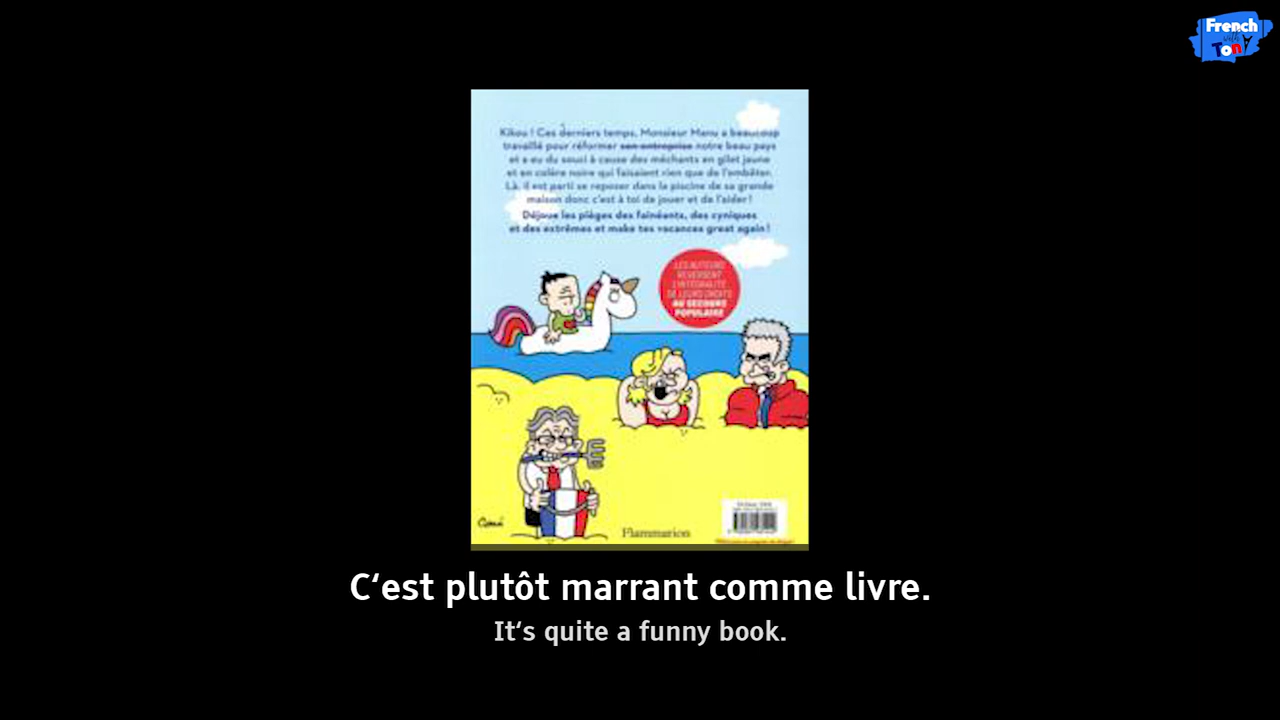 French
with
Ton
Kikou ! Ces derniers temps, Monsieur Manu a beaucoup
travaillé pour réformer son entreprise notre beau pays
et a eu du souci à cause des méchants en gilet jaune
et en colère noire qui faisaient rien que de l'embêter.
Là, il est parti se reposer dans la piscine de sa grande
maison donc c'est à toi de jouer et de l'aider !
Déjoue les pièges des fainéants, des cyniques
et des extrêmes et make tes vacances great again !
LES AUTEURS
REVERSENT
L'INTÉGRALITÉ
DE LEURS DROITS
AU SECOURS
POPULAIRE
Flammarion
C'est plutôt marrant comme livre.
It's quite a funny book.